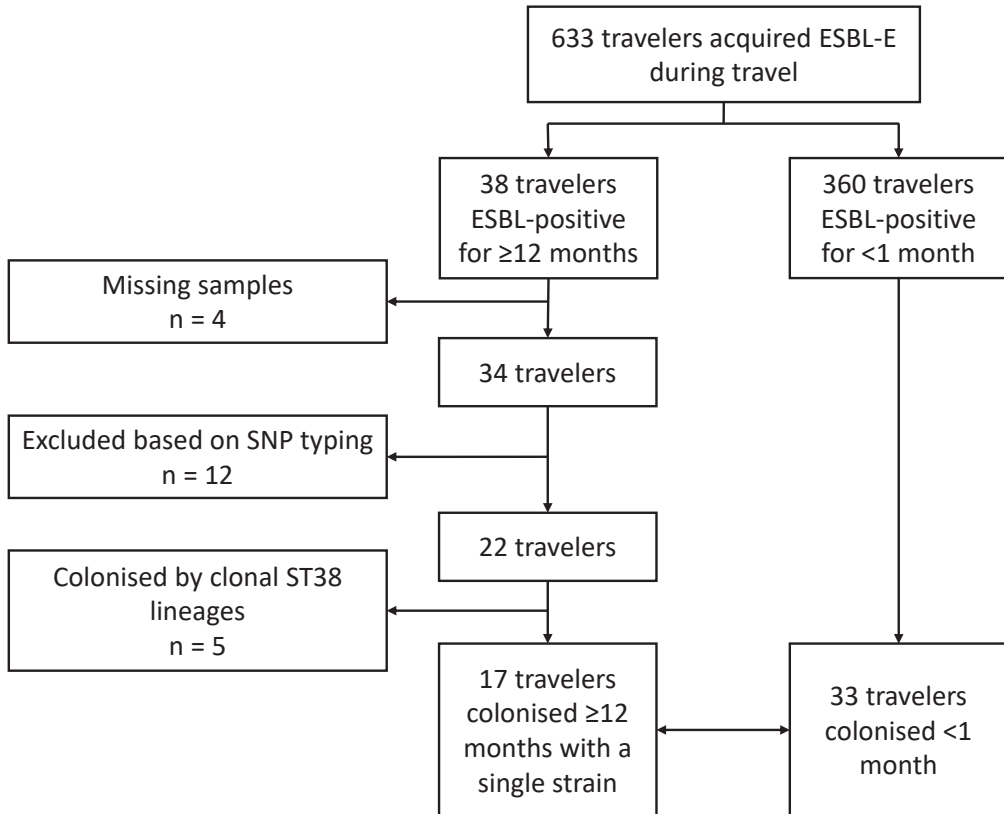 633 travelers acquired ESBL-E
during travel
38 travelers
ESBL-positive
for ≥12 months
360 travelers
ESBL-positive
for <1 month
Missing samples
n = 4
34 travelers
Excluded based on SNP typing
n = 12
22 travelers
Colonised by clonal ST38
lineages
n = 5
17 travelers
colonised ≥12
months with a
single strain
33 travelers
colonised <1
month